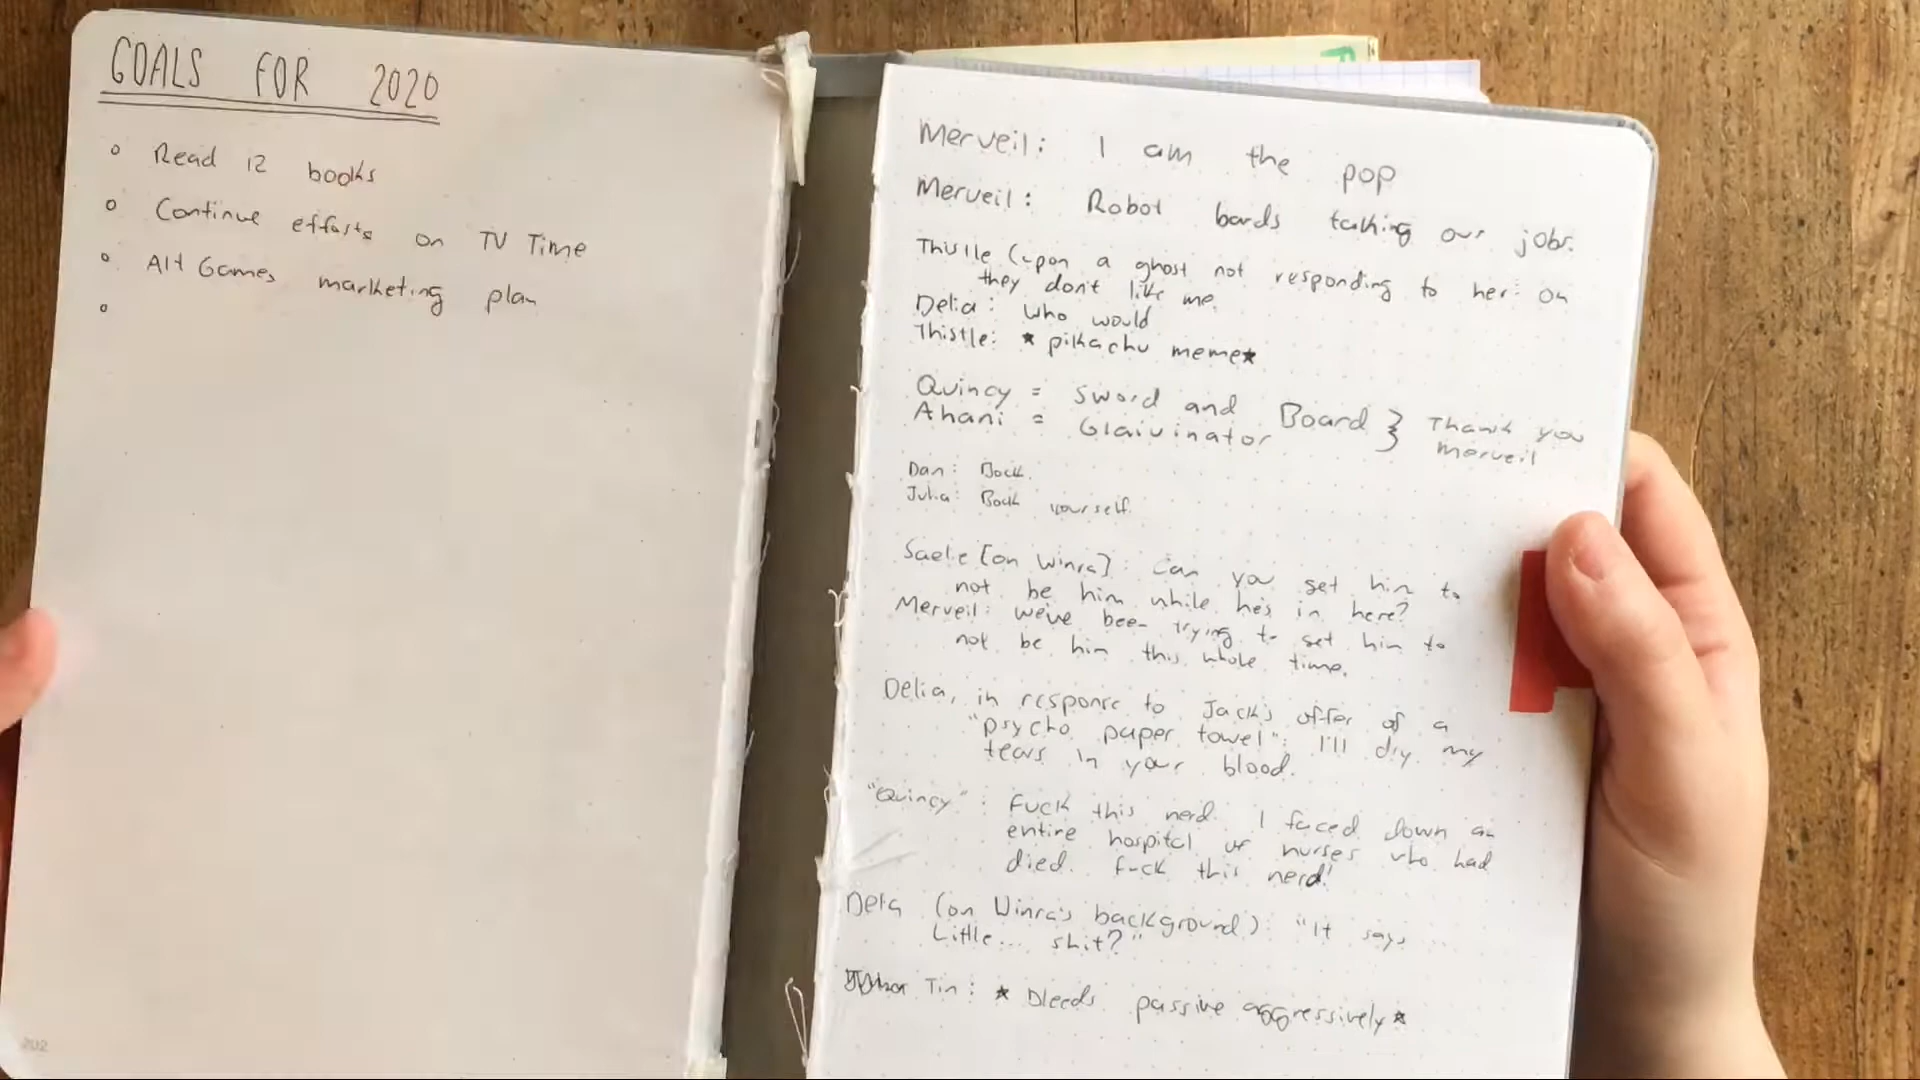 GOALS FOR 2020
Read 12 books
Continue efforts on TV Time
Alt Games marketing plan
202
Merveil: I am the pop
Merveil: Robot bards taking our jobs.
Thistle (upon a ghost not responding to her: Oh
they don't like me.
Delia: Who would
Thistle: *pikachu meme*
Quincy = Sword and Board } Thank you
Ahani = Glaivinator Merveil
Dan: Bock.
Julia: Bock yourself.
Saelie [on Winra]: Can you set him to
not be him while he's in here?
Merveil: we've been trying to set him to
not be him this whole time.
Delia, in response to Jack's offer of a
"psycho paper towel": I'll dry my
tears in your blood.
"Quincy": Fuck this nerd. I faced down an
entire hospital of nurses who had
died. Fuck this nerd!
Delia (on Winra's background): "It says...
Little... shit?"
Tin: *Bleeds passive aggressively*